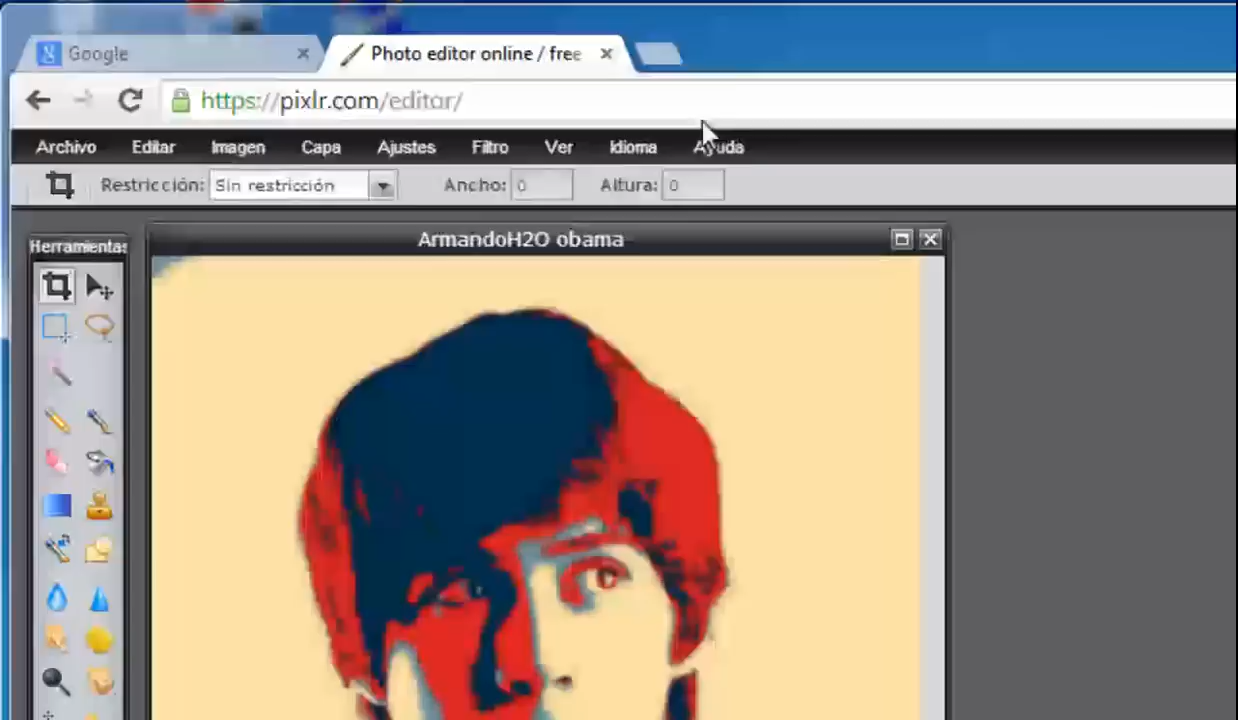 Google
Photo editor online / free
https://pixlr.com/editor/
Archivo Editar Imagen Capa Ajustes Filtro Ver Idioma Ayuda
Restricción: Sin restricción Ancho: 0 Altura: 0
Herramientas
ArmandoH2O obama